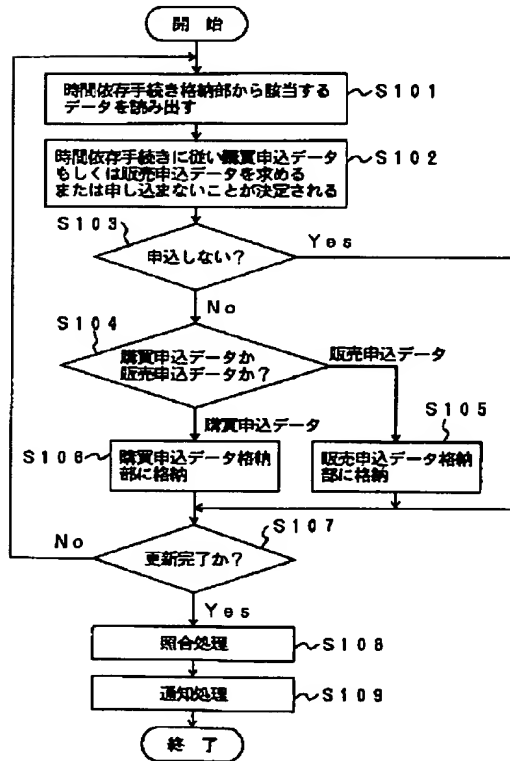 開 始
時間依存手続き格納部から該当する
データを読み出す
S101
時間依存手続きに従い購買申込データ
もしくは販売申込データを求める
または申し込まないことが決定される
S102
S103
申込しない?
Yes
No
S104
購買申込データか
販売申込データか?
販売申込データ
購買申込データ
S105
S106
購買申込データ格納
部に格納
販売申込データ格納
部に格納
No
S107
更新完了か?
Yes
照合処理
S108
通知処理
S109
終 了